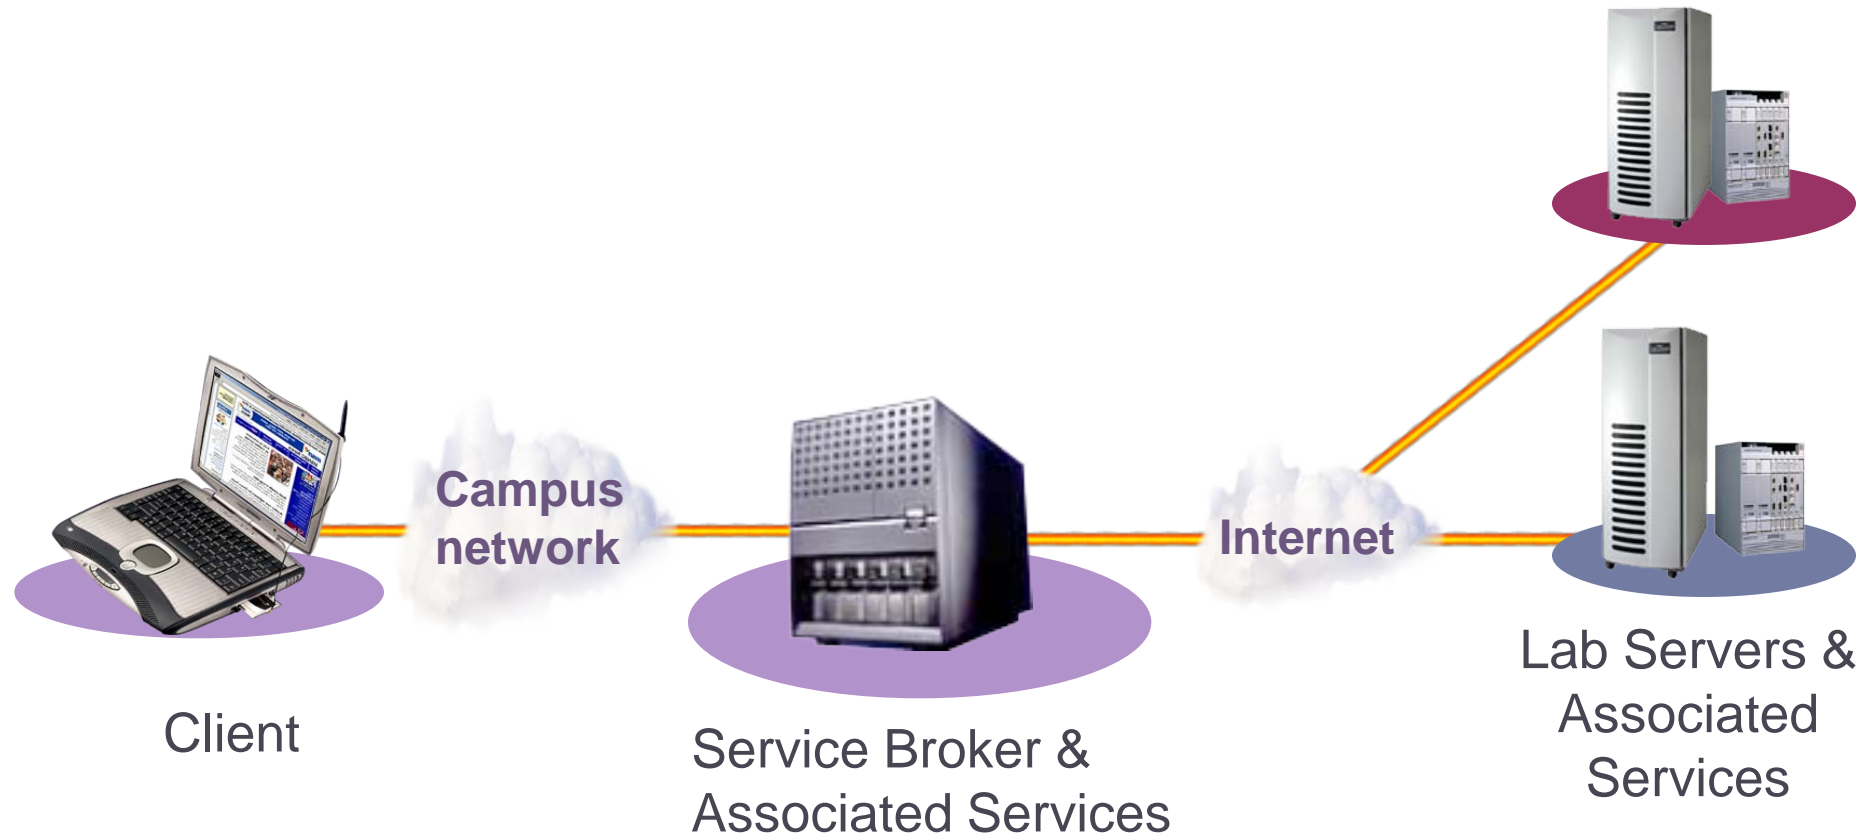 Campus
network
Internet
Client
Service Broker &
Associated Services
Lab Servers &
Associated
Services